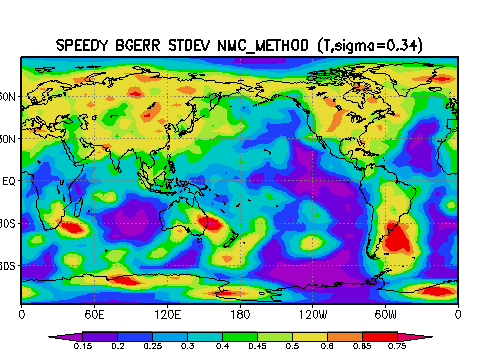 SPEEDY BGERR STDEV NMC_METHOD (T,sigma=0.34)
60N
30N
EQ
30S
60S
0 60E 120E 180 120W 60W 0
0.15 0.2 0.25 0.3 0.35 0.4 0.45 0.5 0.6 0.65 0.75